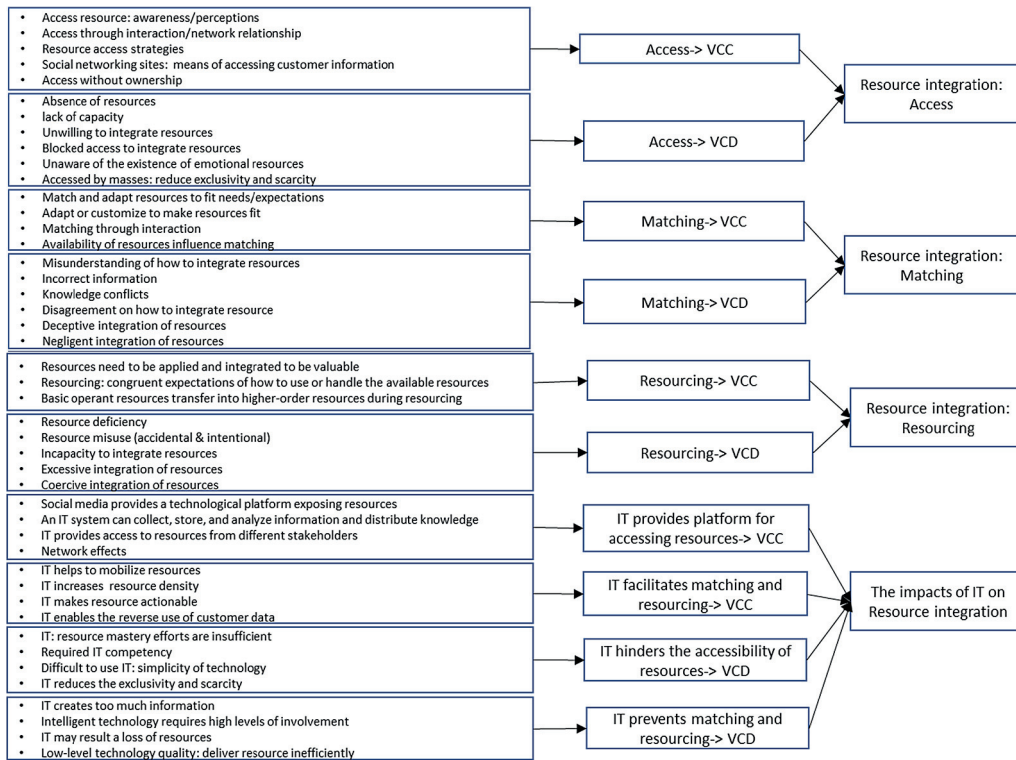 • Access resource: awareness/perceptions
• Access through interaction/network relationship
• Resource access strategies
• Social networking sites: means of accessing customer information
• Access without ownership
Access-> VCC
• Absence of resources
• lack of capacity
• Unwilling to integrate resources
• Blocked access to integrate resources
• Unaware of the existence of emotional resources
• Accessed by masses: reduce exclusivity and scarcity
Access-> VCD
Resource integration:
Access
• Match and adapt resources to fit needs/expectations
• Adapt or customize to make resources fit
• Matching through interaction
• Availability of resources influence matching
Matching-> VCC
• Misunderstanding of how to integrate resources
• Incorrect information
• Knowledge conflicts
• Disagreement on how to integrate resource
• Deceptive integration of resources
• Negligent integration of resources
Matching-> VCD
Resource integration:
Matching
• Resources need to be applied and integrated to be valuable
• Resourcing: congruent expectations of how to use or handle the available resources
• Basic operant resources transfer into higher-order resources during resourcing
Resourcing-> VCC
• Resource deficiency
• Resource misuse (accidental & intentional)
• Incapacity to integrate resources
• Excessive integration of resources
• Coercive integration of resources
Resourcing-> VCD
Resource integration:
Resourcing
• Social media provides a technological platform exposing resources
• An IT system can collect, store, and analyze information and distribute knowledge
• IT provides access to resources from different stakeholders
• Network effects
IT provides platform for
accessing resources-> VCC
• IT helps to mobilize resources
• IT increases resource density
• IT makes resource actionable
• IT enables the reverse use of customer data
IT facilitates matching and
resourcing-> VCC
• IT: resource mastery efforts are insufficient
• Required IT competency
• Difficult to use IT: simplicity of technology
• IT reduces the exclusivity and scarcity
IT hinders the accessibility of
resources-> VCD
• IT creates too much information
• Intelligent technology requires high levels of involvement
• IT may result a loss of resources
• Low-level technology quality: deliver resource inefficiently
IT prevents matching and
resourcing-> VCD
The impacts of IT on
Resource integration